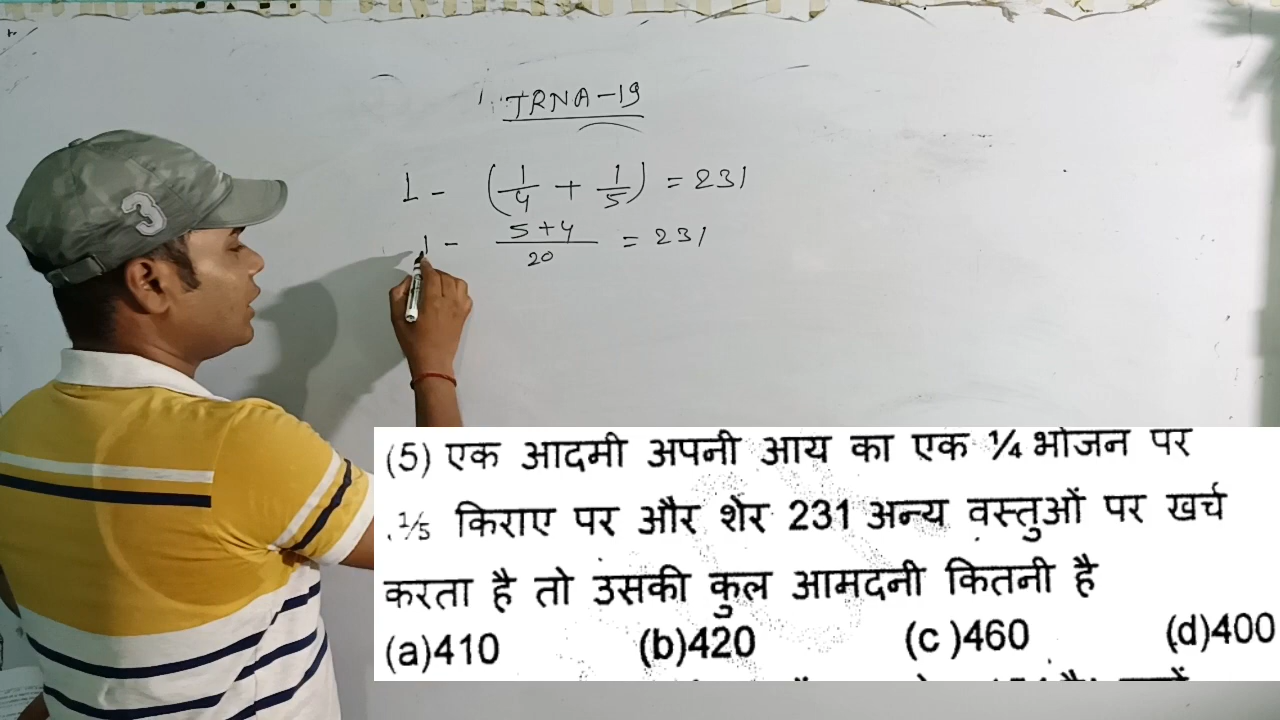 TRNA-19
1 - (1/4 + 1/5) = 231
1 - 5+4/20 = 231
3
(5) एक आदमी अपनी आय का एक ¼ भोजन पर
.⅕ किराए पर और शेर 231 अन्य वस्तुओं पर खर्च
करता है तो उसकी कुल आमदनी कितनी है
(a)410 (b)420 (c)460 (d)400